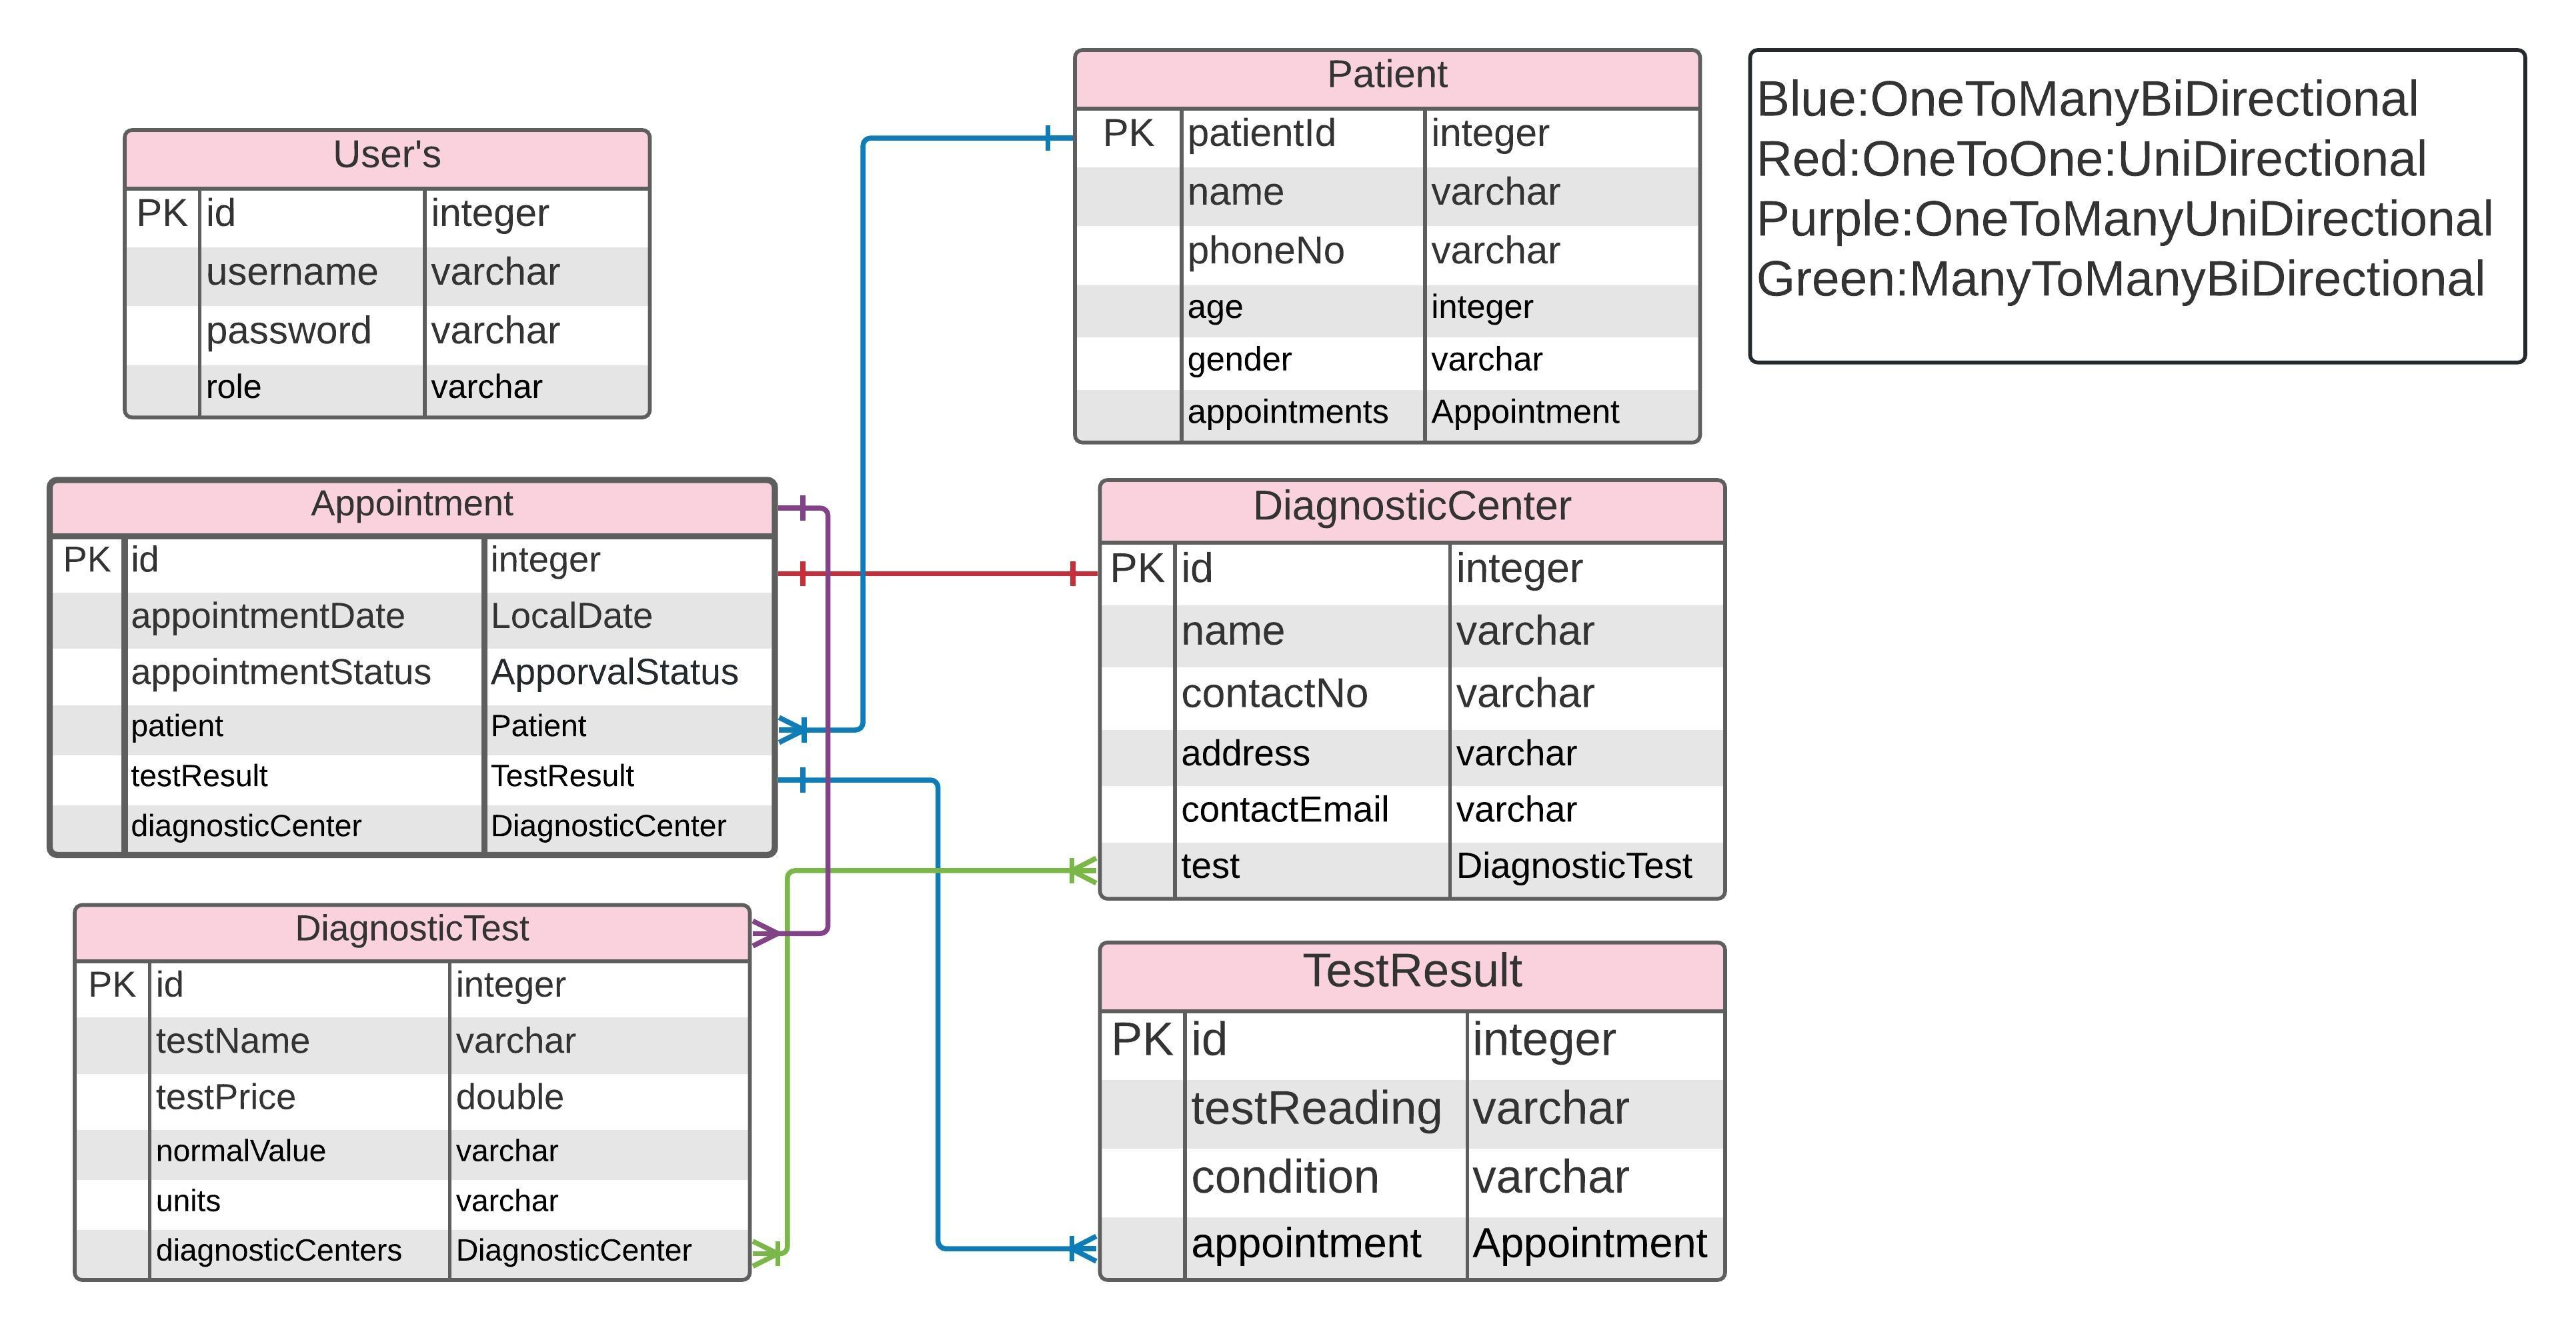 User's
PK id integer
username varchar
password varchar
role varchar
Patient
PK patientId integer
name varchar
phoneNo varchar
age integer
gender varchar
appointments Appointment
Blue:OneToManyBiDirectional
Red:OneToOne:UniDirectional
Purple:OneToManyUniDirectional
Green:ManyToManyBiDirectional
Appointment
PK id integer
appointmentDate LocalDate
appointmentStatus ApporvalStatus
patient Patient
testResult TestResult
diagnosticCenter DiagnosticCenter
DiagnosticCenter
PK id integer
name varchar
contactNo varchar
address varchar
contactEmail varchar
test DiagnosticTest
DiagnosticTest
PK id integer
testName varchar
testPrice double
normalValue varchar
units varchar
diagnosticCenters DiagnosticCenter
TestResult
PK id integer
testReading varchar
condition varchar
appointment Appointment